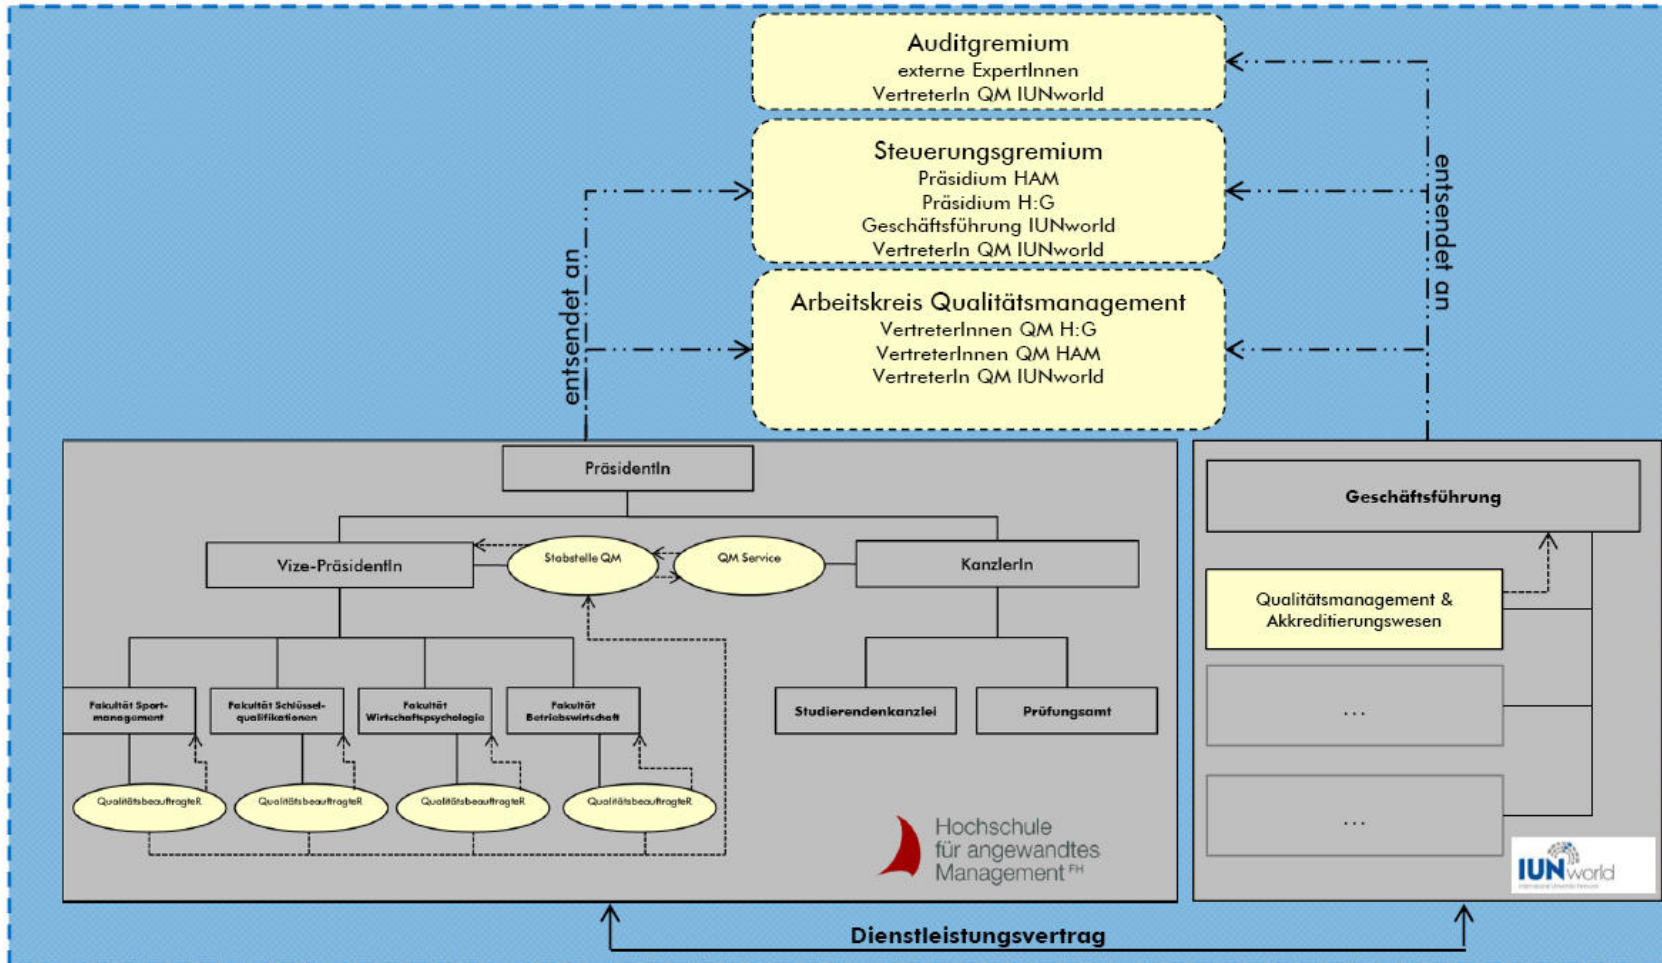 Auditgremium
externe ExpertInnen
VertreterIn QM IUNworld
Steuerungsgremium
Präsidium HAM
Präsidium H:G
Geschäftsführung IUNworld
VertreterIn QM IUNworld
Arbeitskreis Qualitätsmanagement
VertreterInnen QM H:G
VertreterInnen QM HAM
VertreterIn QM IUNworld
entsendet an
entsendet an
PräsidentIn
Vize-PräsidentIn
Stabstelle QM
QM Service
KanzlerIn
Fakultät Sport-
management
Fakultät Schlüssel-
qualifikationen
Fakultät
Wirtschaftspsychologie
Fakultät
Betriebswirtschaft
Studierendenkanzlei
Prüfungsamt
QualitätsbeauftragteR
QualitätsbeauftragteR
QualitätsbeauftragteR
QualitätsbeauftragteR
Hochschule
für angewandtes
Management FH
Geschäftsführung
Qualitätsmanagement &
Akkreditierungswesen
...
...
IUNworld
International University Network
Dienstleistungsvertrag